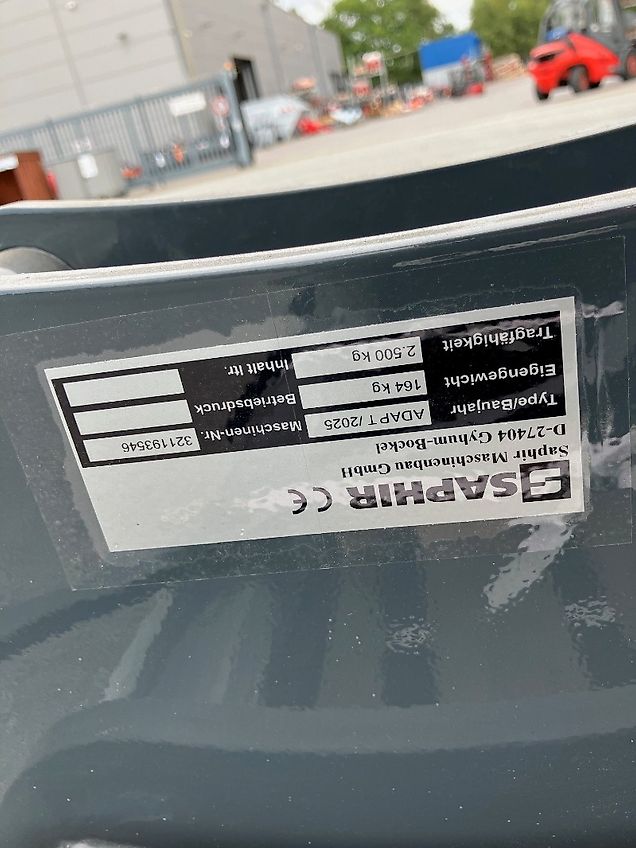 SAPHIR CE
Saphir Maschinenbau GmbH
D-27404 Gyhum-Bockel
Type/Baujahr ADAPT/2025 Maschinen-Nr. 321193546
Eigengewicht 164 kg Betriebsdruck
Tragfähigkeit 2.500 kg Inhalt ltr.